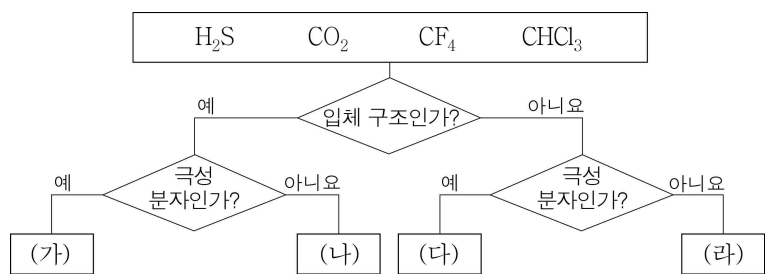 H₂S CO₂ CF₄ CHCl₃
입체 구조인가?
예 아니요
극성
분자인가?
예 아니요
극성
분자인가?
예 아니요
(가) (나) (다) (라)